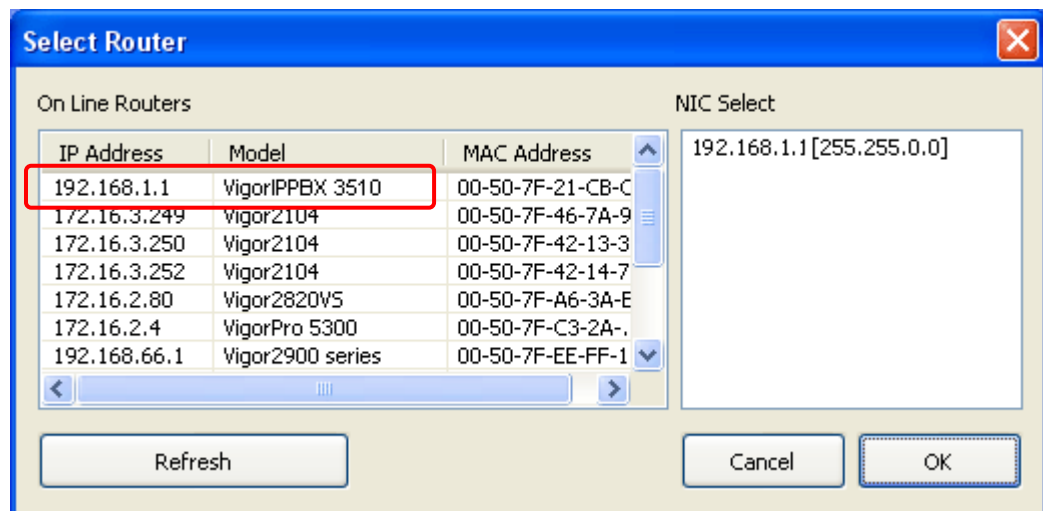 Select Router
On Line Routers NIC Select
IP Address Model MAC Address 192.168.1.1[255.255.0.0]
192.168.1.1 VigorIPPBX 3510 00-50-7F-21-CB-C
172.16.3.249 Vigor2104 00-50-7F-46-7A-9
172.16.3.250 Vigor2104 00-50-7F-42-13-3
172.16.3.252 Vigor2104 00-50-7F-42-14-7
172.16.2.80 Vigor2820VS 00-50-7F-A6-3A-E
172.16.2.4 VigorPro 5300 00-50-7F-C3-2A-.
192.168.66.1 Vigor2900 series 00-50-7F-EE-FF-1
Refresh Cancel OK